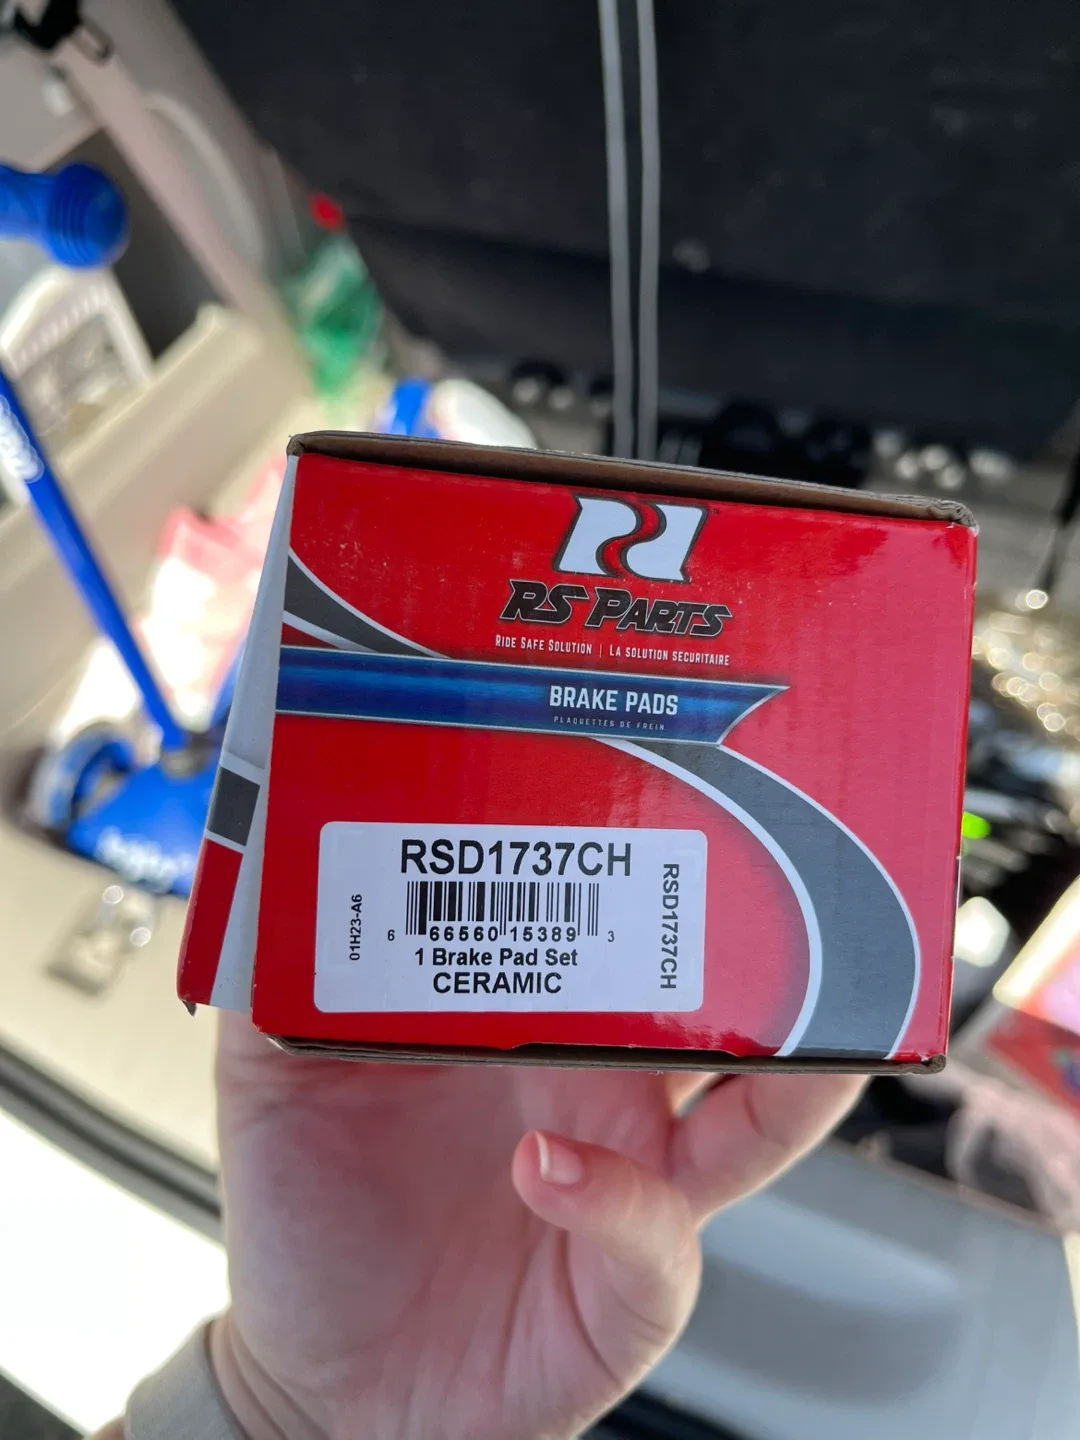 RS PARTS
RIDE SAFE SOLUTION | LA SOLUTION SECURITAIRE
BRAKE PADS
PLAQUETTES DE FREIN
RSD1737CH
01H23-A6
6 66560 15389 3
RSD1737CH
1 Brake Pad Set
CERAMIC